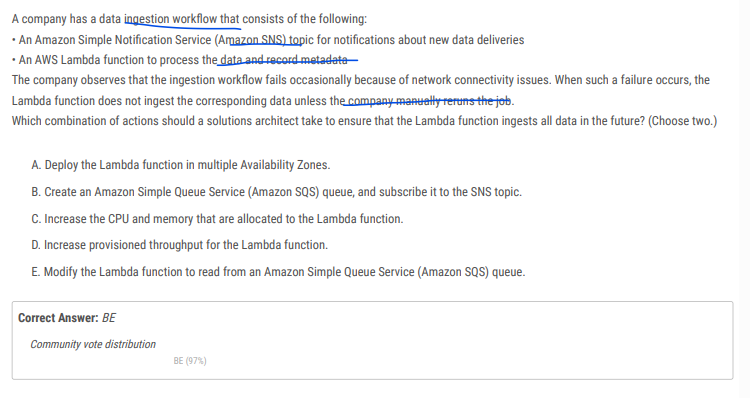 A company has a data ingestion workflow that consists of the following:
• An Amazon Simple Notification Service (Amazon SNS) topic for notifications about new data deliveries
• An AWS Lambda function to process the data and record metadata
The company observes that the ingestion workflow fails occasionally because of network connectivity issues. When such a failure occurs, the
Lambda function does not ingest the corresponding data unless the company manually reruns the job.
Which combination of actions should a solutions architect take to ensure that the Lambda function ingests all data in the future? (Choose two.)
A. Deploy the Lambda function in multiple Availability Zones.
B. Create an Amazon Simple Queue Service (Amazon SQS) queue, and subscribe it to the SNS topic.
C. Increase the CPU and memory that are allocated to the Lambda function.
D. Increase provisioned throughput for the Lambda function.
E. Modify the Lambda function to read from an Amazon Simple Queue Service (Amazon SQS) queue.
Correct Answer: BE
Community vote distribution
BE (97%)